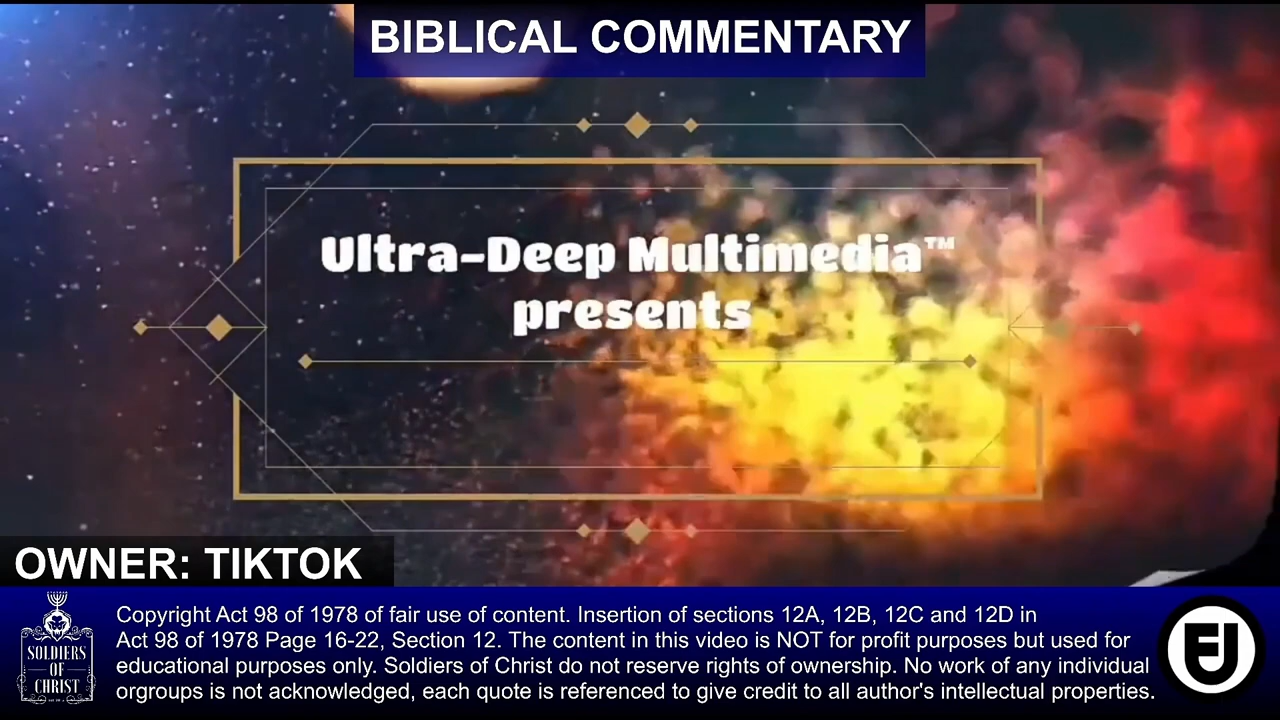 BIBLICAL COMMENTARY
Ultra-Deep Multimedia™
presents
OWNER: TIKTOK
Copyright Act 98 of 1978 of fair use of content. Insertion of sections 12A, 12B, 12C and 12D in
Act 98 of 1978 Page 16-22, Section 12. The content in this video is NOT for profit purposes but used for
educational purposes only. Soldiers of Christ do not reserve rights of ownership. No work of any individual
orgroups is not acknowledged, each quote is referenced to give credit to all author's intellectual properties.
SOLDIERS
OF
CHRIST